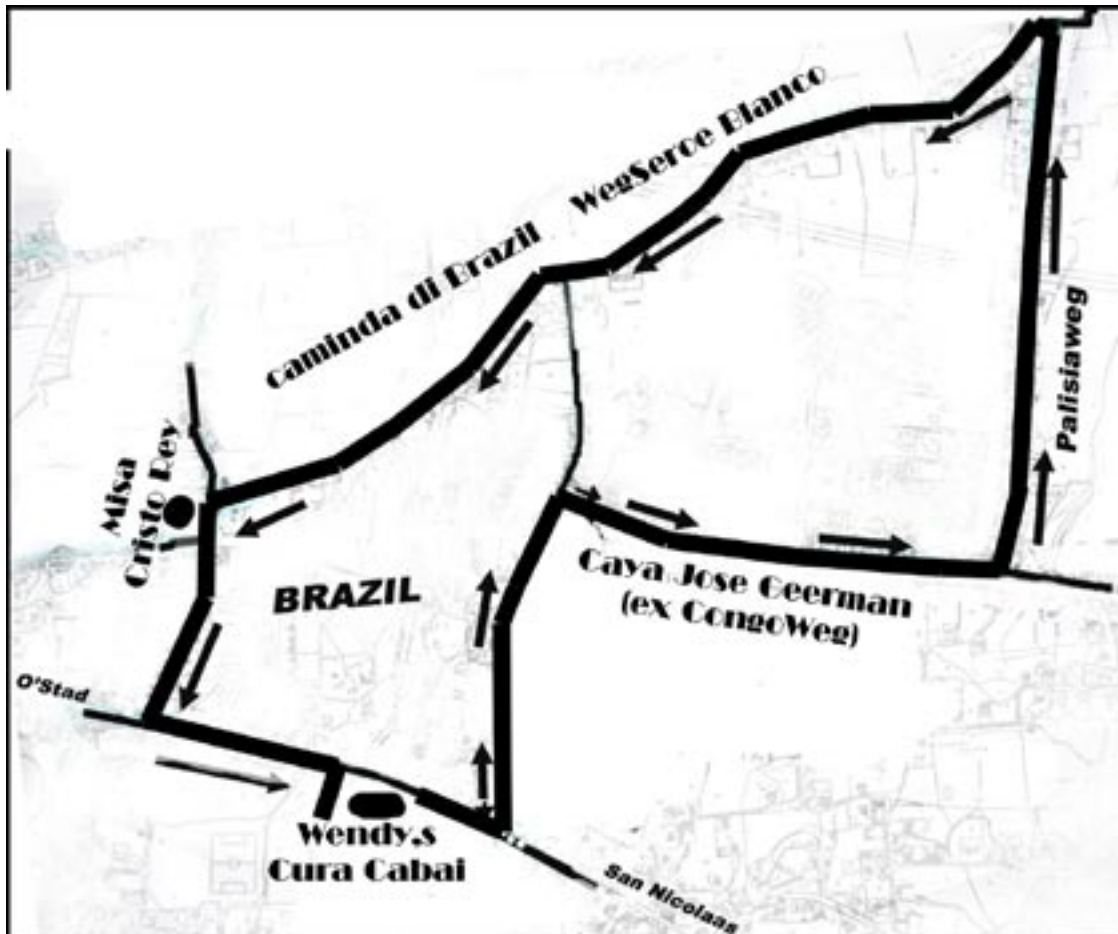 WegSeroe Blanco
caminda di Brazil
Palisiaweg
Misa
Cristo Rey
BRAZIL
Caya Jose Geerman
(ex CongoWeg)
O'Stad
Wendy,s
Cura Cabai
San Nicolaas